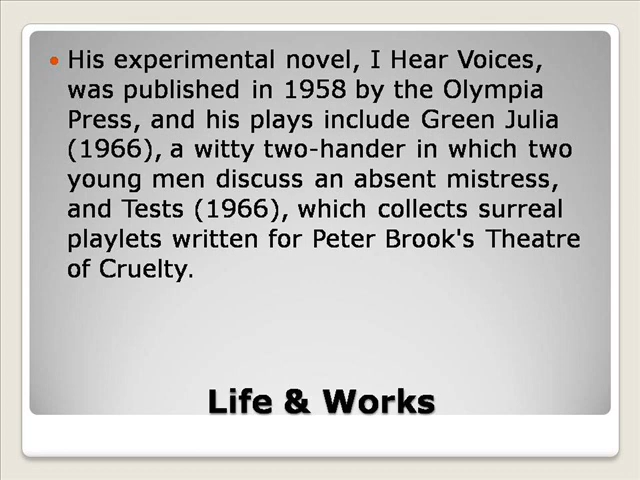 His experimental novel, I Hear Voices,
was published in 1958 by the Olympia
Press, and his plays include Green Julia
(1966), a witty two-hander in which two
young men discuss an absent mistress,
and Tests (1966), which collects surreal
playlets written for Peter Brook's Theatre
of Cruelty.
Life & Works